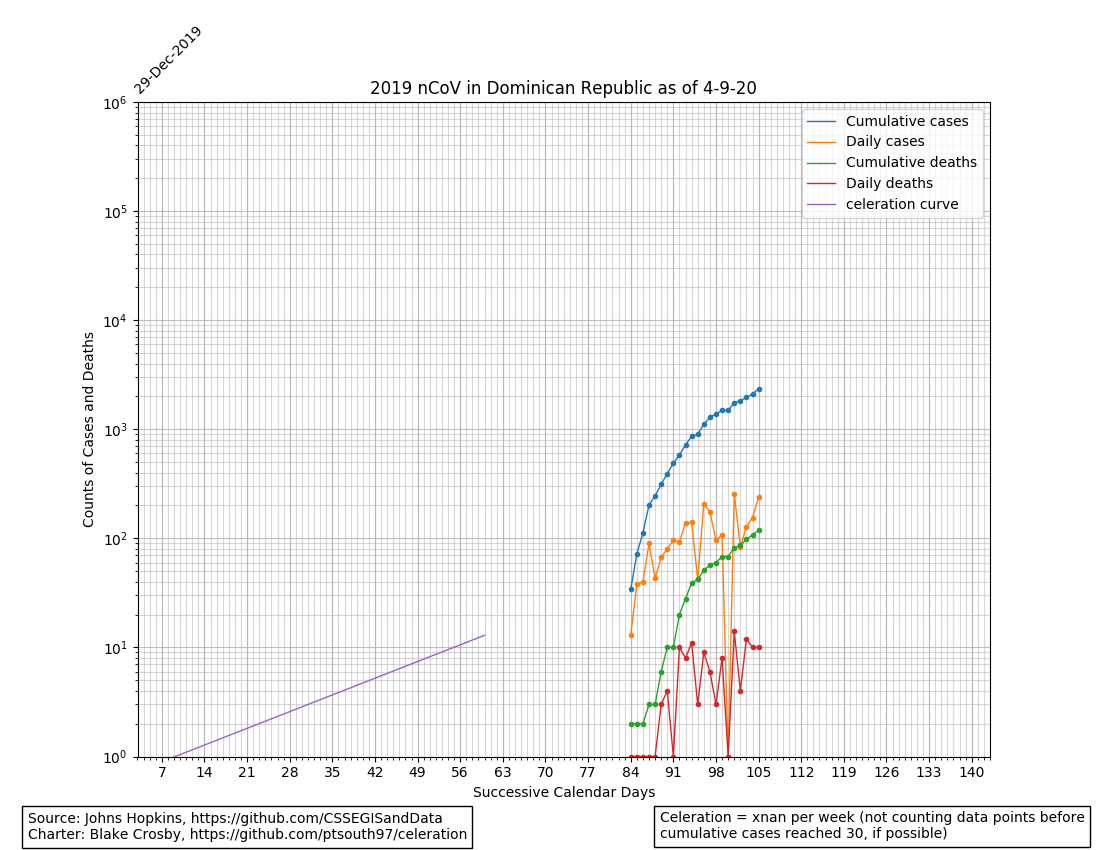 29-Dec-2019
2019 nCoV in Dominican Republic as of 4-9-20
10^6
10^5
10^4
10^3
10^2
10^1
10^0
Counts of Cases and Deaths
Cumulative cases
Daily cases
Cumulative deaths
Daily deaths
celeration curve
7 14 21 28 35 42 49 56 63 70 77 84 91 98 105 112 119 126 133 140
Successive Calendar Days
Source: Johns Hopkins, https://github.com/CSSEGISandData
Charter: Blake Crosby, https://github.com/ptsouth97/celeration
Celeration = xnan per week (not counting data points before
cumulative cases reached 30, if possible)